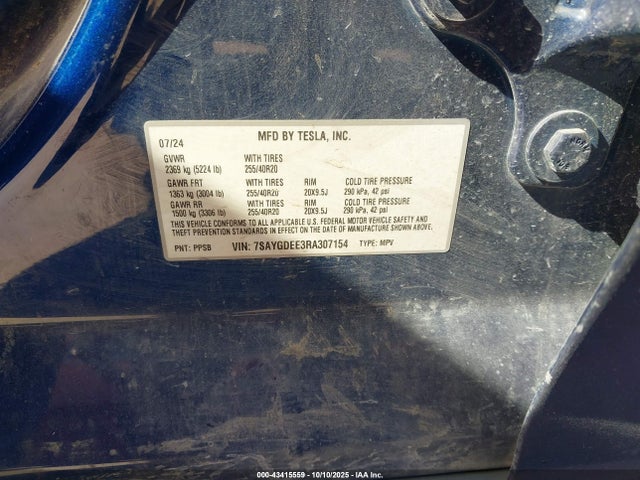 07/24 MFD BY TESLA, INC.
GVWR WITH TIRES
2369 kg (5224 lb) 255/40R20
GAWR FRT WITH TIRES RIM COLD TIRE PRESSURE
1363 kg (3004 lb) 255/40R20 20X9.5J 290 kPa, 42 psi
GAWR RR WITH TIRES RIM COLD TIRE PRESSURE
1500 kg (3306 lb) 255/40R20 20X9.5J 290 kPa, 42 psi
THIS VEHICLE CONFORMS TO ALL APPLICABLE U.S. FEDERAL MOTOR VEHICLE SAFETY AND
THEFT PREVENTION STANDARDS IN EFFECT ON THE DATE OF MANUFACTURE SHOWN ABOVE.
PNT: PPSB VIN: 7SAYGDEE3RA307154 TYPE: MPV
000-43415559 - 10/10/2025 - IAA Inc.